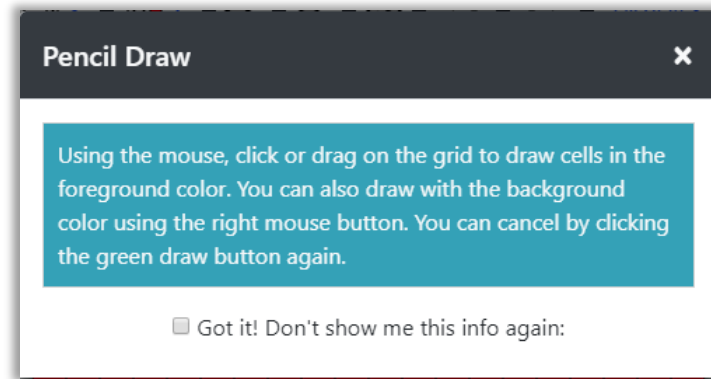 Pencil Draw
Using the mouse, click or drag on the grid to draw cells in the
foreground color. You can also draw with the background
color using the right mouse button. You can cancel by clicking
the green draw button again.
Got it! Don't show me this info again: